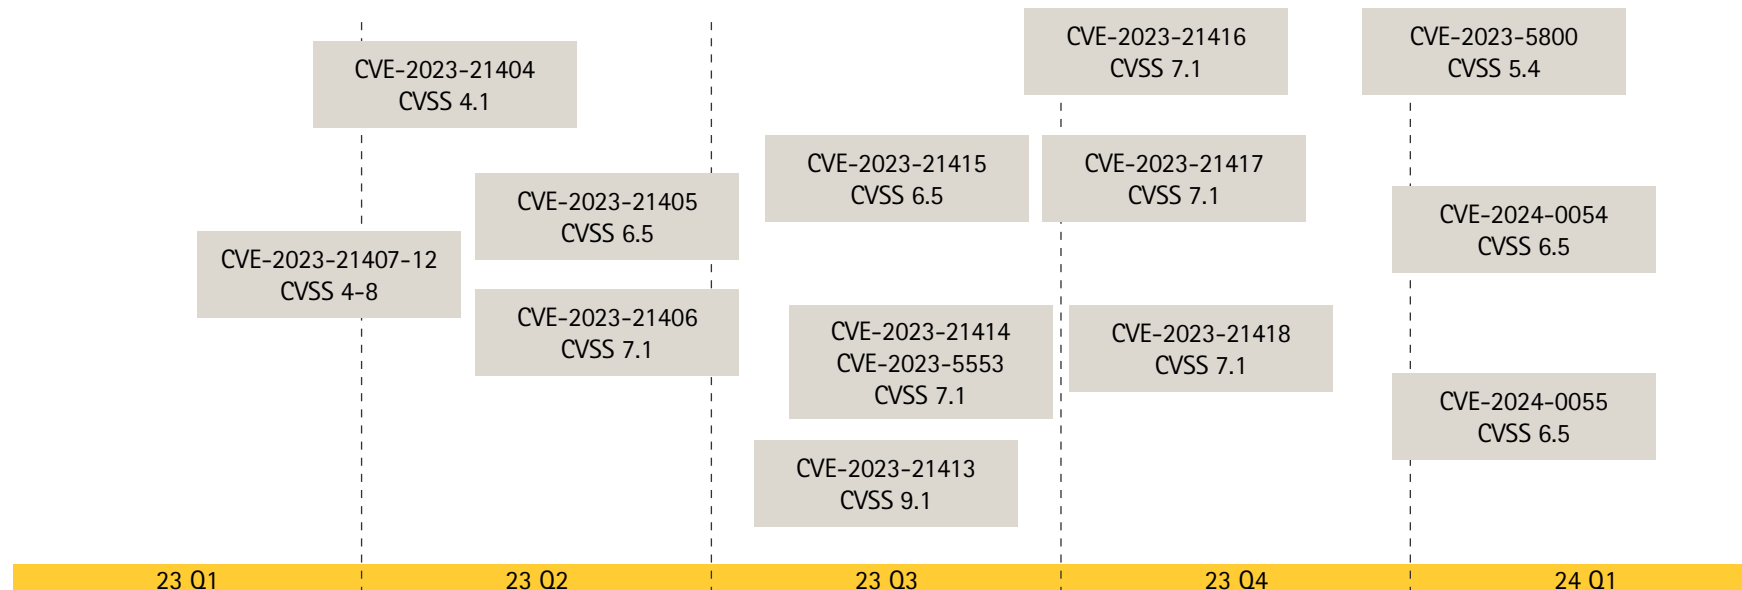 CVE-2023-21404
CVSS 4.1
CVE-2023-21407-12
CVSS 4-8
CVE-2023-21405
CVSS 6.5
CVE-2023-21406
CVSS 7.1
CVE-2023-21415
CVSS 6.5
CVE-2023-21414
CVE-2023-5553
CVSS 7.1
CVE-2023-21413
CVSS 9.1
CVE-2023-21416
CVSS 7.1
CVE-2023-21417
CVSS 7.1
CVE-2023-21418
CVSS 7.1
CVE-2023-5800
CVSS 5.4
CVE-2024-0054
CVSS 6.5
CVE-2024-0055
CVSS 6.5
23 Q1
23 Q2
23 Q3
23 Q4
24 Q1